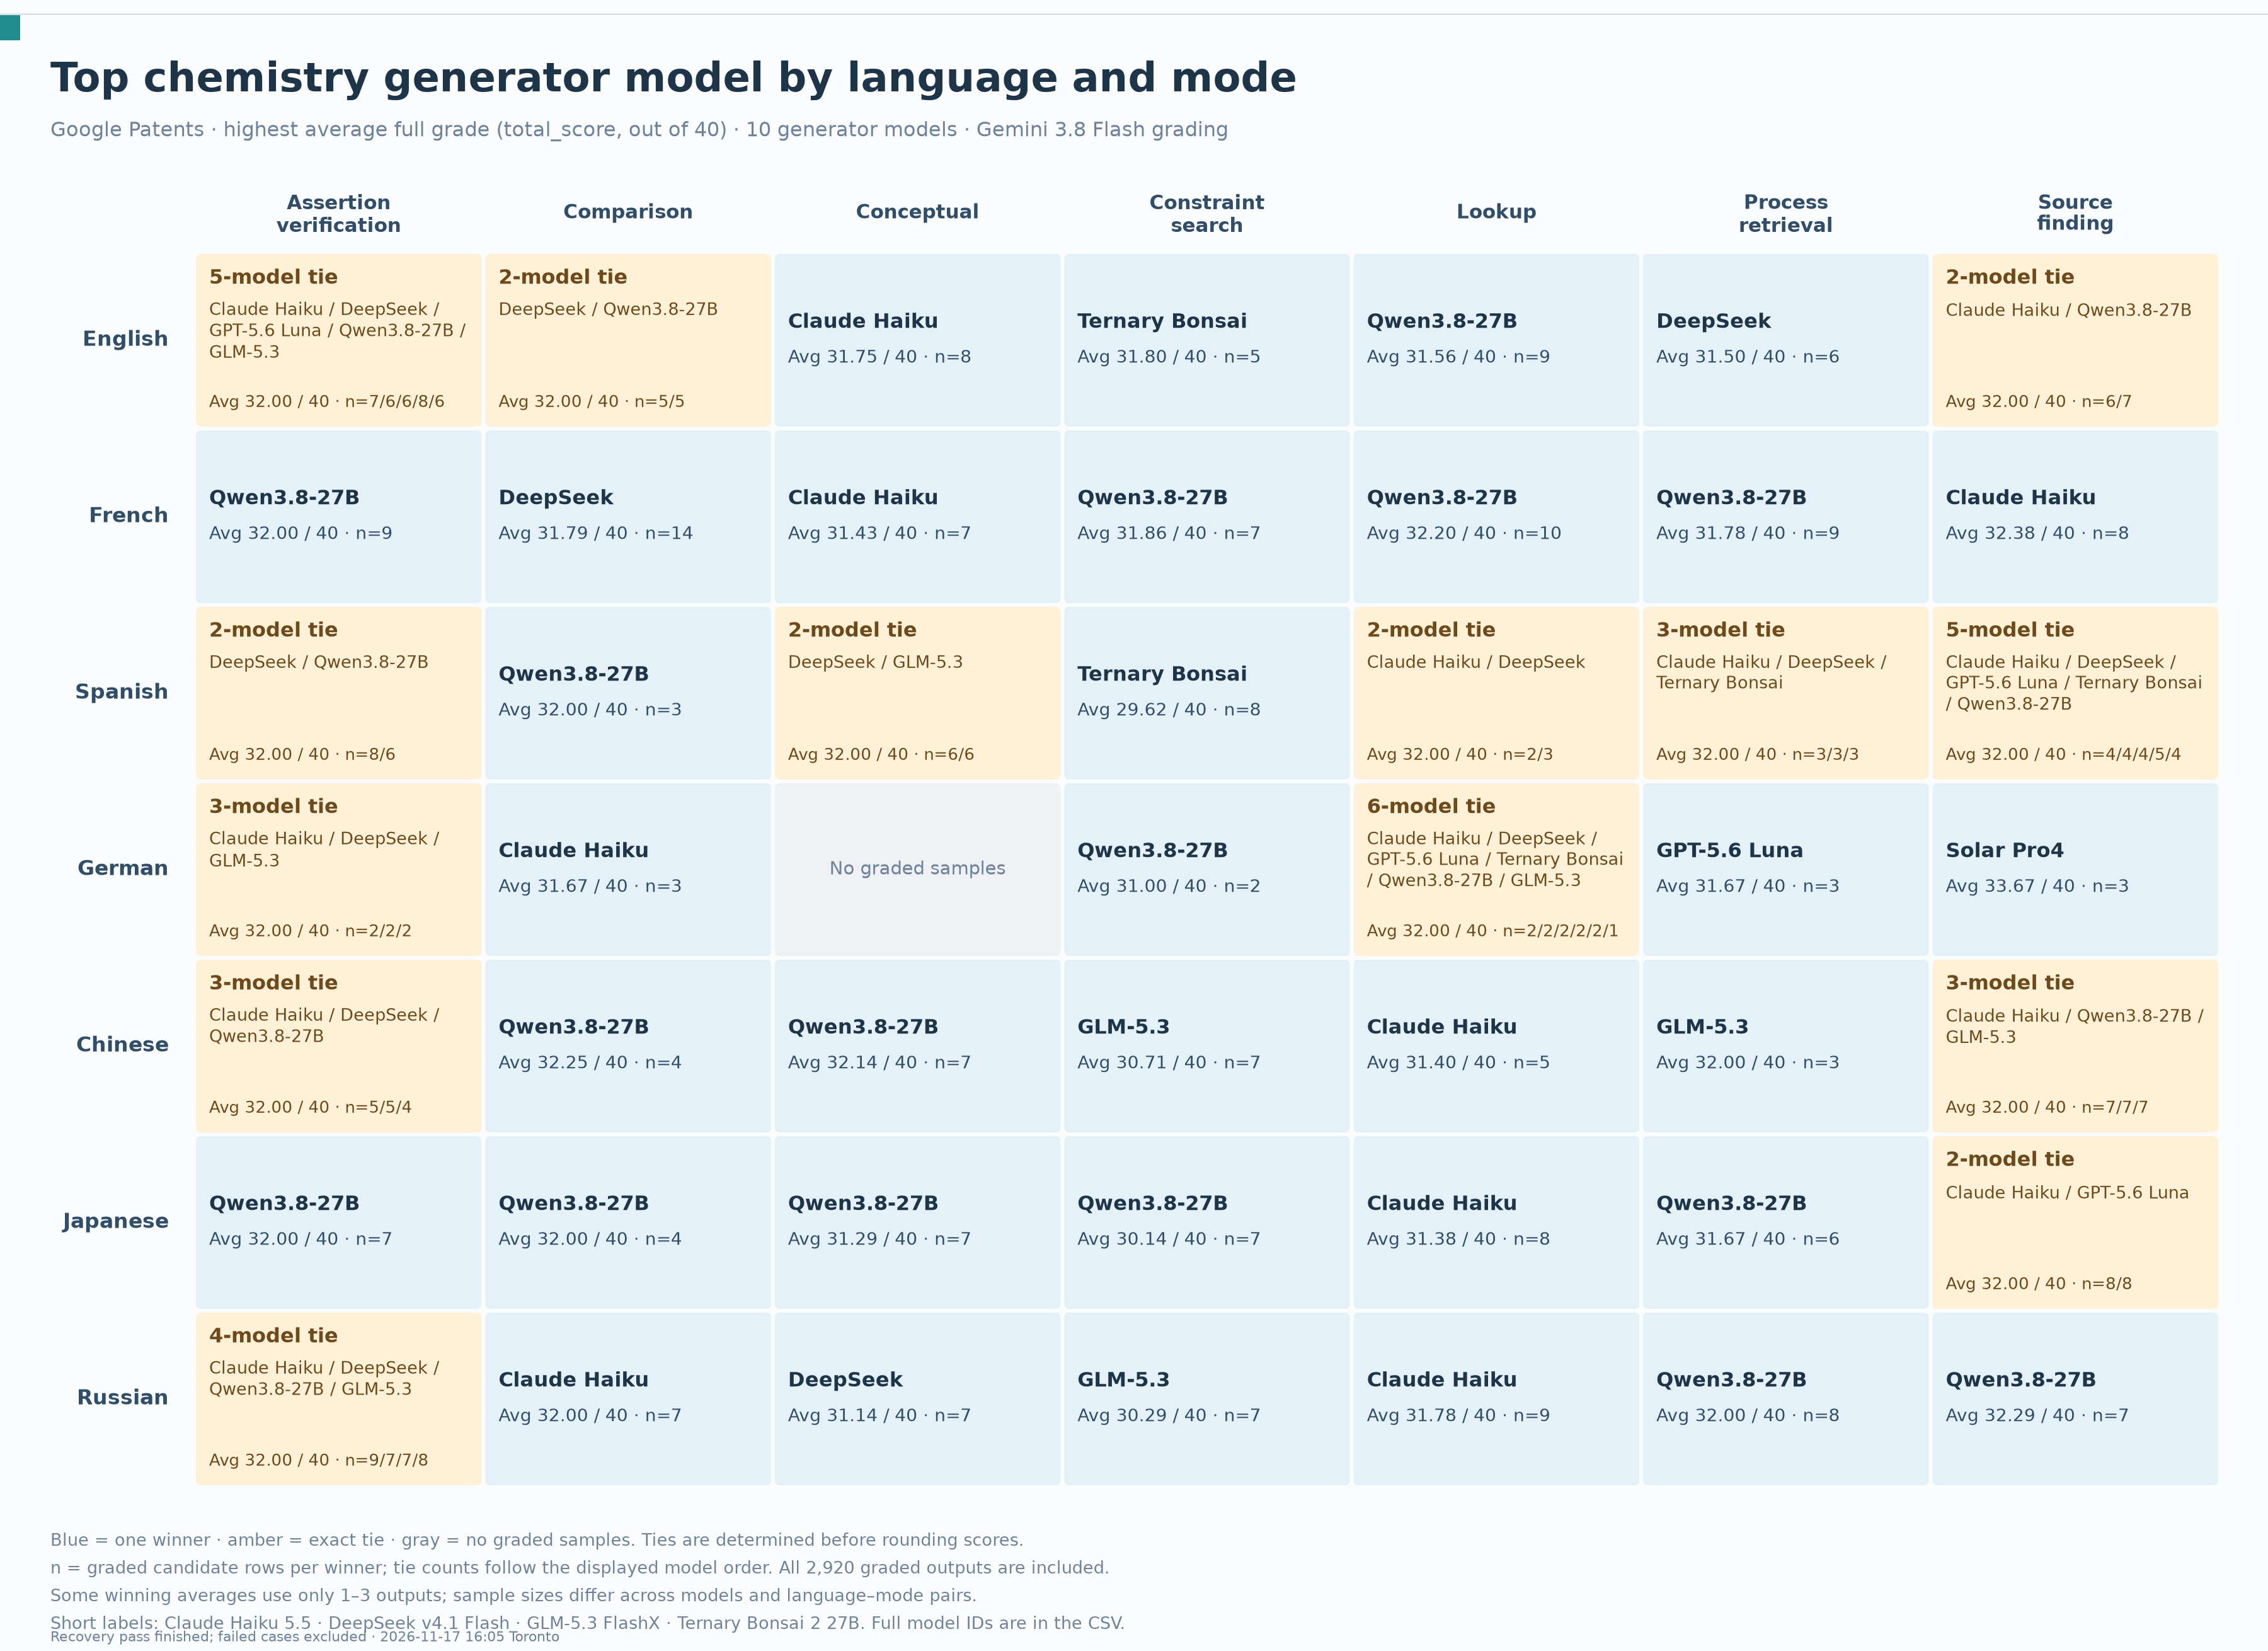 Top chemistry generator model by language and mode
Google Patents · highest average full grade (total_score, out of 40) · 10 generator models · Gemini 3.8 Flash grading
Assertion
verification
Comparison
Conceptual
Constraint
search
Lookup
Process
retrieval
Source
finding
English
5-model tie
Claude Haiku / DeepSeek /
GPT-5.6 Luna / Qwen3.8-27B /
GLM-5.3
Avg 32.00 / 40 · n=7/6/6/8/6
2-model tie
DeepSeek / Qwen3.8-27B
Avg 32.00 / 40 · n=5/5
Claude Haiku
Avg 31.75 / 40 · n=8
Ternary Bonsai
Avg 31.80 / 40 · n=5
Qwen3.8-27B
Avg 31.56 / 40 · n=9
DeepSeek
Avg 31.50 / 40 · n=6
2-model tie
Claude Haiku / Qwen3.8-27B
Avg 32.00 / 40 · n=6/7
French
Qwen3.8-27B
Avg 32.00 / 40 · n=9
DeepSeek
Avg 31.79 / 40 · n=14
Claude Haiku
Avg 31.43 / 40 · n=7
Qwen3.8-27B
Avg 31.86 / 40 · n=7
Qwen3.8-27B
Avg 32.20 / 40 · n=10
Qwen3.8-27B
Avg 31.78 / 40 · n=9
Claude Haiku
Avg 32.38 / 40 · n=8
Spanish
2-model tie
DeepSeek / Qwen3.8-27B
Avg 32.00 / 40 · n=8/6
Qwen3.8-27B
Avg 32.00 / 40 · n=3
2-model tie
DeepSeek / GLM-5.3
Avg 32.00 / 40 · n=6/6
Ternary Bonsai
Avg 29.62 / 40 · n=8
2-model tie
Claude Haiku / DeepSeek
Avg 32.00 / 40 · n=2/3
3-model tie
Claude Haiku / DeepSeek /
Ternary Bonsai
Avg 32.00 / 40 · n=3/3/3
5-model tie
Claude Haiku / DeepSeek /
GPT-5.6 Luna / Ternary Bonsai
/ Qwen3.8-27B
Avg 32.00 / 40 · n=4/4/4/5/4
German
3-model tie
Claude Haiku / DeepSeek /
GLM-5.3
Avg 32.00 / 40 · n=2/2/2
Claude Haiku
Avg 31.67 / 40 · n=3
No graded samples
Qwen3.8-27B
Avg 31.00 / 40 · n=2
6-model tie
Claude Haiku / DeepSeek /
GPT-5.6 Luna / Ternary Bonsai
/ Qwen3.8-27B / GLM-5.3
Avg 32.00 / 40 · n=2/2/2/2/2/1
GPT-5.6 Luna
Avg 31.67 / 40 · n=3
Solar Pro4
Avg 33.67 / 40 · n=3
Chinese
3-model tie
Claude Haiku / DeepSeek /
Qwen3.8-27B
Avg 32.00 / 40 · n=5/5/4
Qwen3.8-27B
Avg 32.25 / 40 · n=4
Qwen3.8-27B
Avg 32.14 / 40 · n=7
GLM-5.3
Avg 30.71 / 40 · n=7
Claude Haiku
Avg 31.40 / 40 · n=5
GLM-5.3
Avg 32.00 / 40 · n=3
3-model tie
Claude Haiku / Qwen3.8-27B /
GLM-5.3
Avg 32.00 / 40 · n=7/7/7
Japanese
Qwen3.8-27B
Avg 32.00 / 40 · n=7
Qwen3.8-27B
Avg 32.00 / 40 · n=4
Qwen3.8-27B
Avg 31.29 / 40 · n=7
Qwen3.8-27B
Avg 30.14 / 40 · n=7
Claude Haiku
Avg 31.38 / 40 · n=8
Qwen3.8-27B
Avg 31.67 / 40 · n=6
2-model tie
Claude Haiku / GPT-5.6 Luna
Avg 32.00 / 40 · n=8/8
Russian
4-model tie
Claude Haiku / DeepSeek /
Qwen3.8-27B / GLM-5.3
Avg 32.00 / 40 · n=9/7/7/8
Claude Haiku
Avg 32.00 / 40 · n=7
DeepSeek
Avg 31.14 / 40 · n=7
GLM-5.3
Avg 30.29 / 40 · n=7
Claude Haiku
Avg 31.78 / 40 · n=9
Qwen3.8-27B
Avg 32.00 / 40 · n=8
Qwen3.8-27B
Avg 32.29 / 40 · n=7
Blue = one winner · amber = exact tie · gray = no graded samples. Ties are determined before rounding scores.
n = graded candidate rows per winner; tie counts follow the displayed model order. All 2,920 graded outputs are included.
Some winning averages use only 1–3 outputs; sample sizes differ across models and language–mode pairs.
Short labels: Claude Haiku 5.5 · DeepSeek v4.1 Flash · GLM-5.3 FlashX · Ternary Bonsai 2 27B. Full model IDs are in the CSV.
Recovery pass finished; failed cases excluded · 2026-11-17 16:05 Toronto